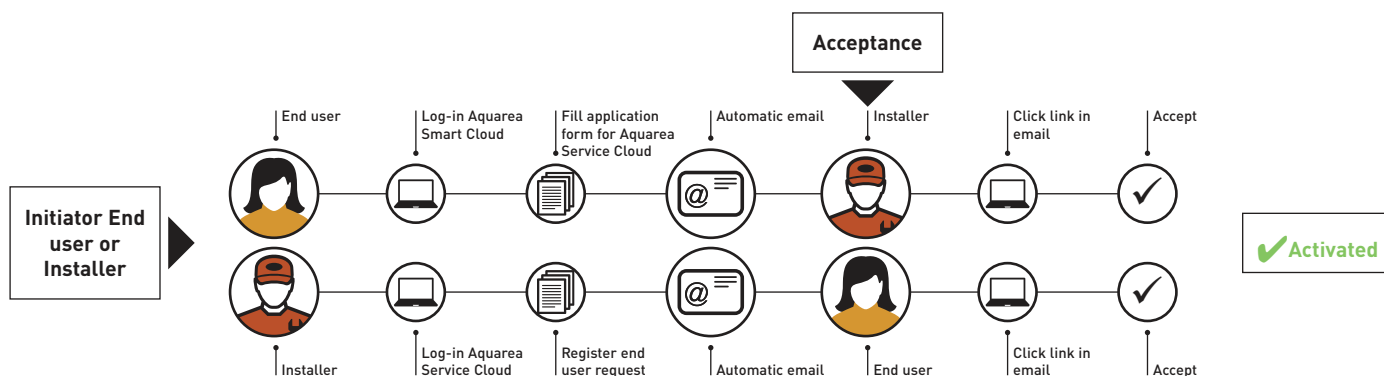 Acceptance
End user
Log-in Aquarea
Smart Cloud
Fill application
form for Aquarea
Service Cloud
Automatic email
Installer
Click link in
email
Accept
Initiator End
user or
Installer
@
@
Activated
Installer
Log-in Aquarea
Service Cloud
Register end
user request
Automatic email
End user
Click link in
email
Accept